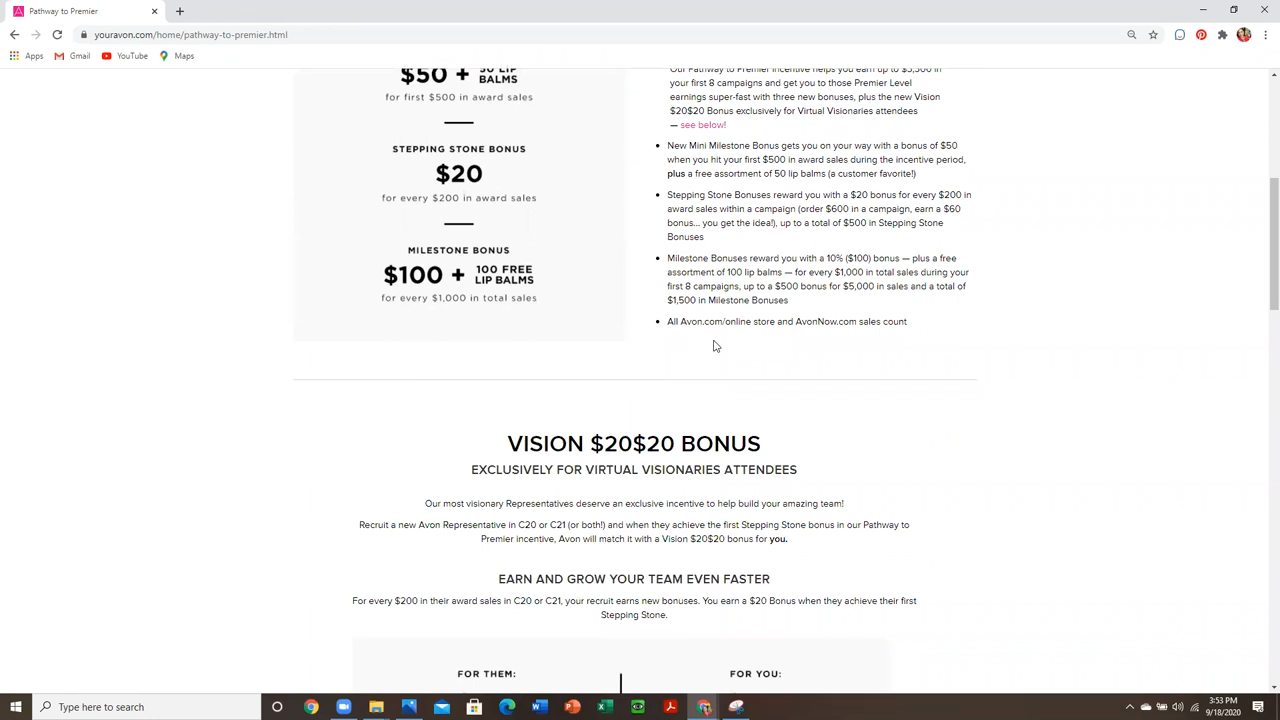 Pathway to Premier
youravon.com/home/pathway-to-premier.html
Apps
Gmail
YouTube
Maps
$50 +
50 LIP
BALMS
for first $500 in award sales
STEPPING STONE BONUS
$20
for every $200 in award sales
MILESTONE BONUS
$100 +
100 FREE
LIP BALMS
for every $1,000 in total sales
Our Pathway to Premier incentive helps you earn up to $3,500 in
your first 8 campaigns and get you to those Premier Level
earnings super-fast with three new bonuses, plus the new Vision
$20$20 Bonus exclusively for Virtual Visionaries attendees
— see below!
• New Mini Milestone Bonus gets you on your way with a bonus of $50
when you hit your first $500 in award sales during the incentive period,
plus a free assortment of 50 lip balms (a customer favorite!)
• Stepping Stone Bonuses reward you with a $20 bonus for every $200 in
award sales within a campaign (order $600 in a campaign, earn a $60
bonus... you get the idea!), up to a total of $500 in Stepping Stone
Bonuses
• Milestone Bonuses reward you with a 10% ($100) bonus — plus a free
assortment of 100 lip balms — for every $1,000 in total sales during your
first 8 campaigns, up to a $500 bonus for $5,000 in sales and a total of
$1,500 in Milestone Bonuses
• All Avon.com/online store and AvonNow.com sales count
VISION $20$20 BONUS
EXCLUSIVELY FOR VIRTUAL VISIONARIES ATTENDEES
Our most visionary Representatives deserve an exclusive incentive to help build your amazing team!
Recruit a new Avon Representative in C20 or C21 (or both!) and when they achieve the first Stepping Stone bonus in our Pathway to
Premier incentive, Avon will match it with a Vision $20$20 bonus for you.
EARN AND GROW YOUR TEAM EVEN FASTER
For every $200 in their award sales in C20 or C21, your recruit earns new bonuses. You earn a $20 Bonus when they achieve their first
Stepping Stone.
FOR THEM:
FOR YOU:
Type here to search
3:53 PM
9/18/2020